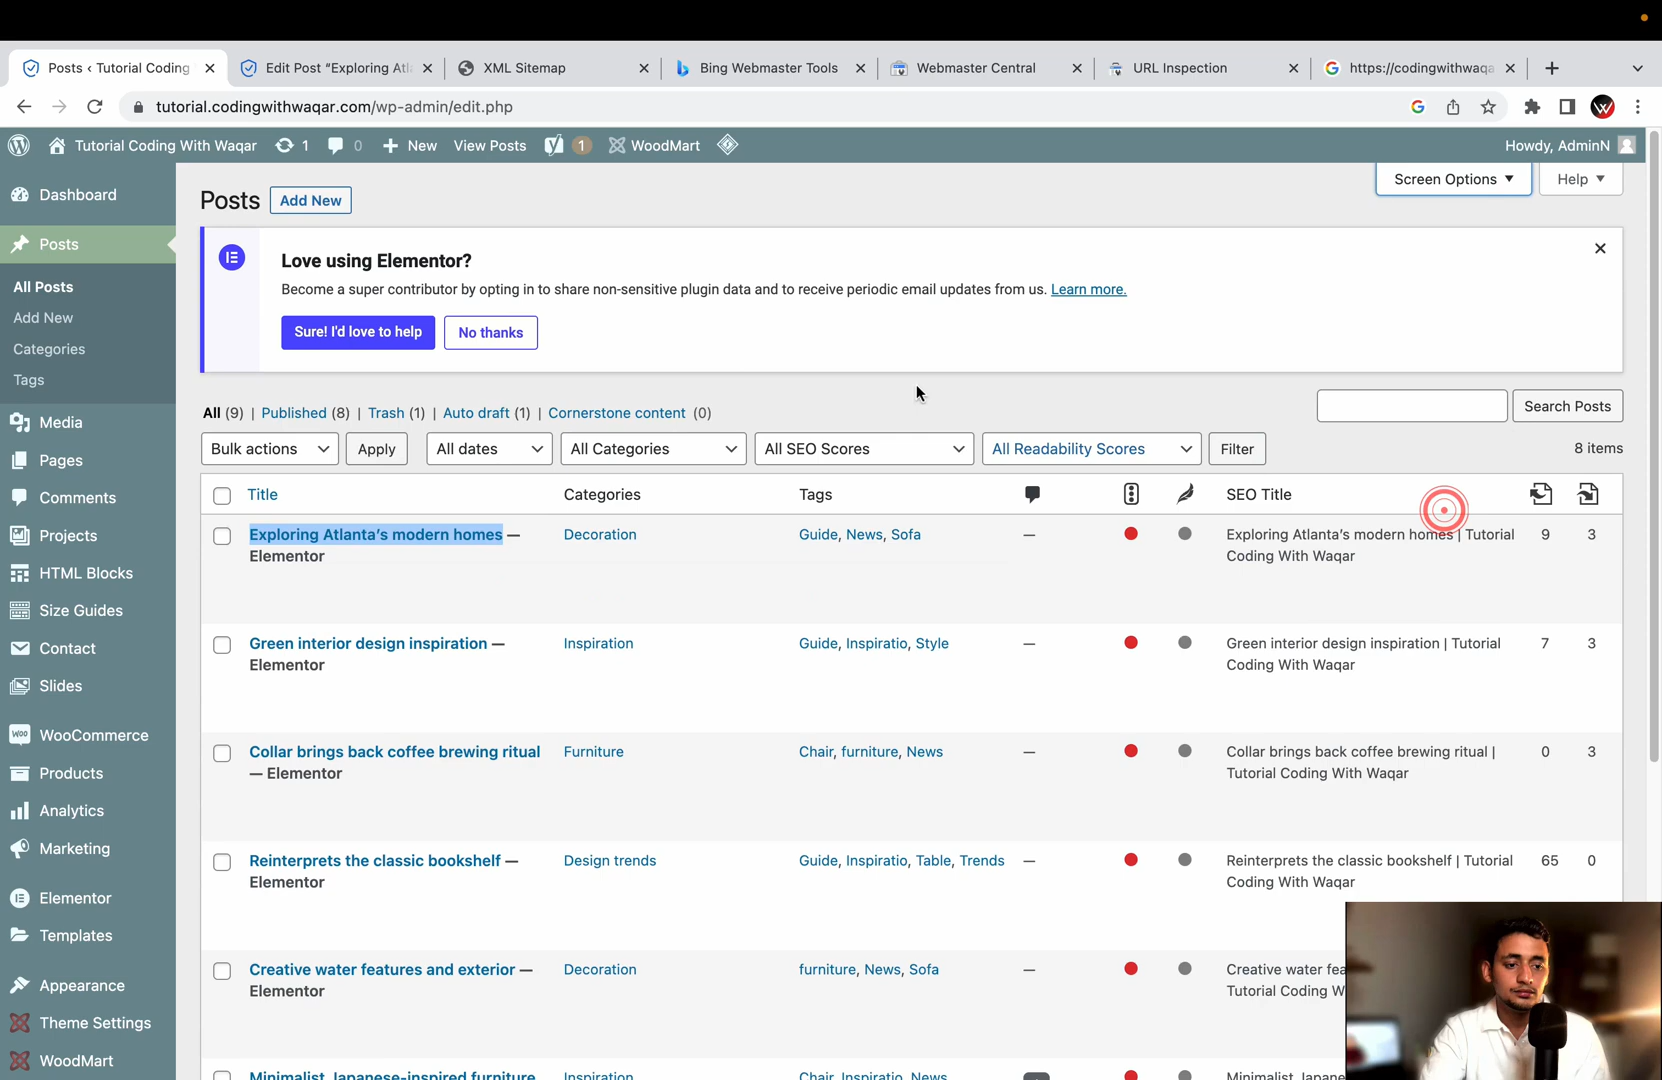 Posts ‹ Tutorial Coding
Edit Post “Exploring Atl
XML Sitemap
Bing Webmaster Tools
Webmaster Central
URL Inspection
https://codingwithwaqa
tutorial.codingwithwaqar.com/wp-admin/edit.php
Tutorial Coding With Waqar
1
0
New
View Posts
1
WoodMart
Howdy, AdminN
Dashboard
Posts
All Posts
Add New
Categories
Tags
Media
Pages
Comments
Projects
HTML Blocks
Size Guides
Contact
Slides
WooCommerce
Products
Analytics
Marketing
Elementor
Templates
Appearance
Theme Settings
WoodMart
Posts
Add New
Screen Options
Help
Love using Elementor?
Become a super contributor by opting in to share non-sensitive plugin data and to receive periodic email updates from us. Learn more.
Sure! I'd love to help
No thanks
All (9) | Published (8) | Trash (1) | Auto draft (1) | Cornerstone content (0)
Search Posts
Bulk actions
Apply
All dates
All Categories
All SEO Scores
All Readability Scores
Filter
8 items
Title
Categories
Tags
SEO Title
Exploring Atlanta’s modern homes —
Elementor
Decoration
Guide, News, Sofa
—
Exploring Atlanta’s modern homes | Tutorial
Coding With Waqar
9
3
Green interior design inspiration —
Elementor
Inspiration
Guide, Inspiratio, Style
—
Green interior design inspiration | Tutorial
Coding With Waqar
7
3
Collar brings back coffee brewing ritual
— Elementor
Furniture
Chair, furniture, News
—
Collar brings back coffee brewing ritual |
Tutorial Coding With Waqar
0
3
Reinterprets the classic bookshelf —
Elementor
Design trends
Guide, Inspiratio, Table, Trends
—
Reinterprets the classic bookshelf | Tutorial
Coding With Waqar
65
0
Creative water features and exterior —
Elementor
Decoration
furniture, News, Sofa
—
Creative water fea
Tutorial Coding W
Minimalist Japanese-inspired furniture
Inspiration
Chair, Inspiratio, News
Minimalist Japane